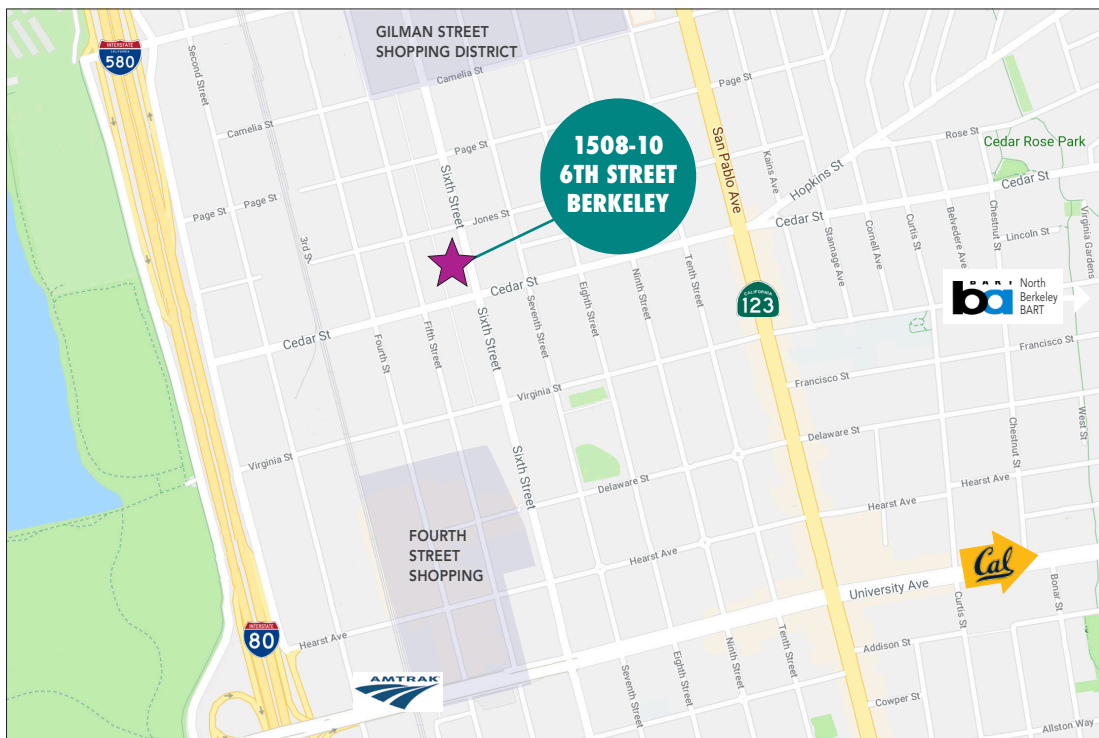 GILMAN STREET
SHOPPING DISTRICT
INTERSTATE
CALIFORNIA
580
Second Street
Camelia St
Camelia St
Page St
Page St
Page St
Page St
Sixth Street
1508-10
6TH STREET
BERKELEY
San Pablo Ave
Kains Ave
Hopkins St
Rose St
Cedar Rose Park
Cedar St
Cedar St
Jones St
3rd St
Stannage Ave
Cornell Ave
Curtis St
Belvedere Ave
Chestnut St
Lincoln St
Virginia Gardens
Cedar St
Cedar St
Ninth Street
Tenth Street
Eighth Street
Seventh Street
Sixth Street
Fifth Street
Fourth St
CALIFORNIA
123
BART
ba
North
Berkeley
BART
Francisco St
Francisco St
Virginia St
Virginia St
Delaware St
Delaware St
West St
Chestnut St
Sixth Street
Hearst Ave
Hearst Ave
Hearst Ave
FOURTH
STREET
SHOPPING
Cal
University Ave
Curtis St
Bonar St
INTERSTATE
80
AMTRAK
Addison St
Tenth Street
Ninth Street
Eighth Street
Seventh Street
Cowper St
Allston Way